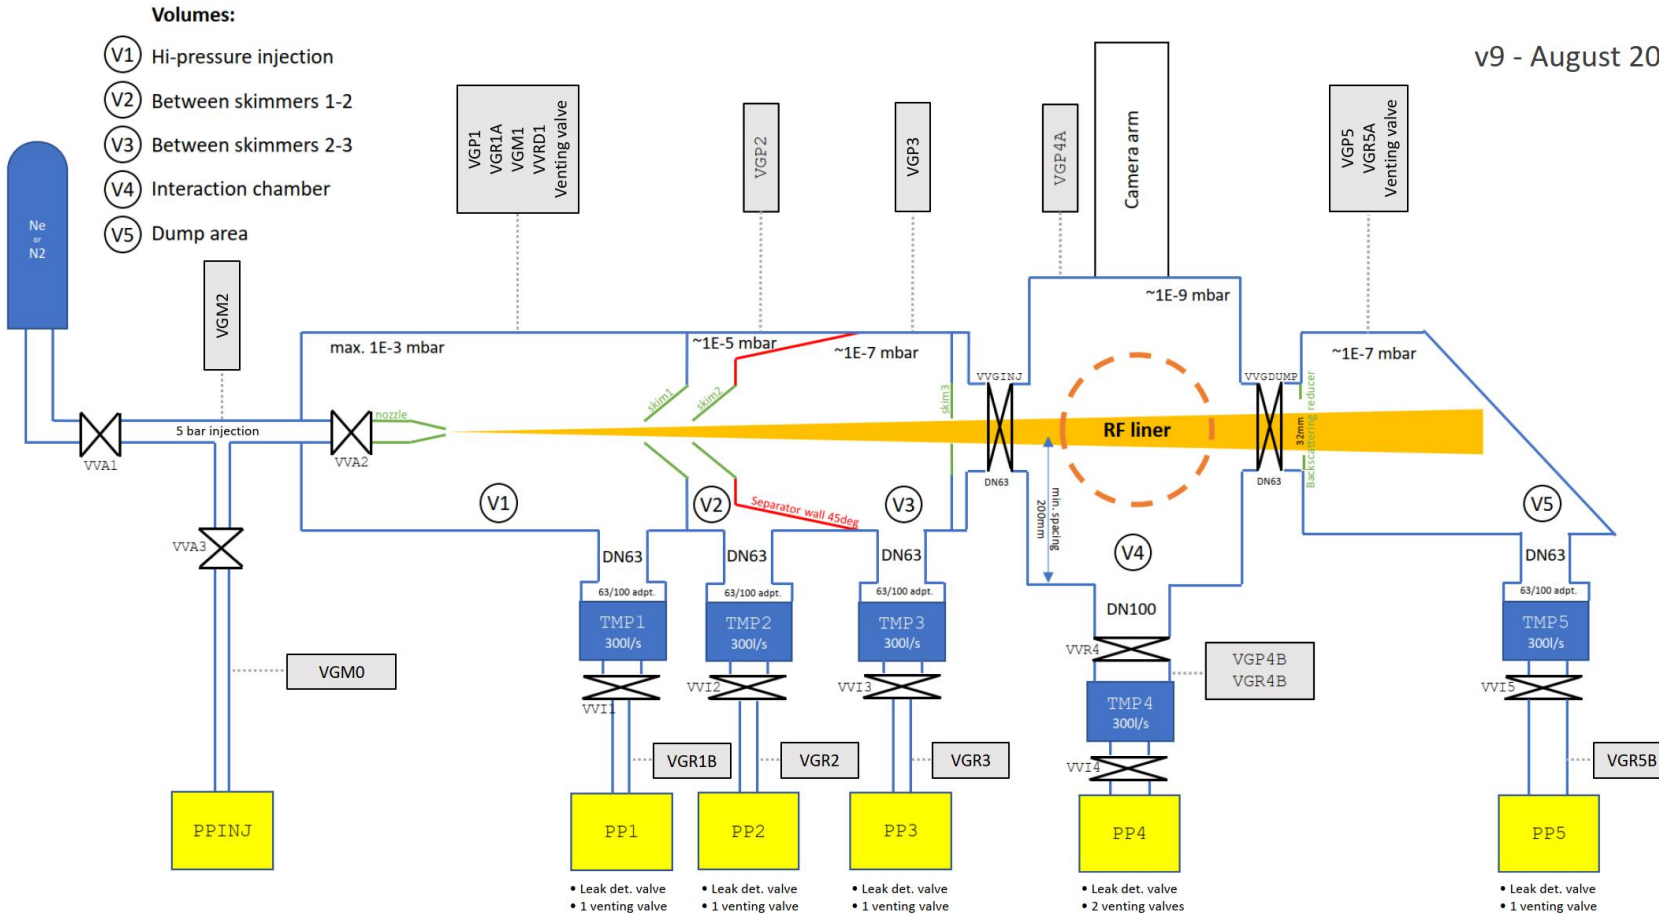 Volumes:
V1 Hi-pressure injection
V2 Between skimmers 1-2
V3 Between skimmers 2-3
V4 Interaction chamber
V5 Dump area
v9 - August 20
Ne
or
N2
VGM2
VGP1
VGR1A
VGM1
VVRD1
Venting valve
VGP2
VGP3
VGP4A
Camera arm
VGP5
VGR5A
Venting valve
max. 1E-3 mbar
~1E-5 mbar
~1E-7 mbar
~1E-9 mbar
~1E-7 mbar
VVGINJ
VVGDUMP
nozzle
skim1
skim2
skim3
5 bar injection
RF liner
32mm
Backscattering reducer
VVA1
VVA2
DN63
DN63
V1
V2
Separator wall 45deg
V3
min. spacing
200mm
V4
V5
VVA3
DN63
DN63
DN63
DN100
DN63
63/100 adpt.
63/100 adpt.
63/100 adpt.
63/100 adpt.
TMP1
300l/s
TMP2
300l/s
TMP3
300l/s
TMP5
300l/s
VVR4
VGP4B
VGR4B
VGM0
VVI1
VVI2
VVI3
VVI5
TMP4
300l/s
VGR1B
VGR2
VGR3
VVI4
VGR5B
PPINJ
PP1
PP2
PP3
PP4
PP5
• Leak det. valve
• 1 venting valve
• Leak det. valve
• 1 venting valve
• Leak det. valve
• 1 venting valve
• Leak det. valve
• 2 venting valves
• Leak det. valve
• 1 venting valve